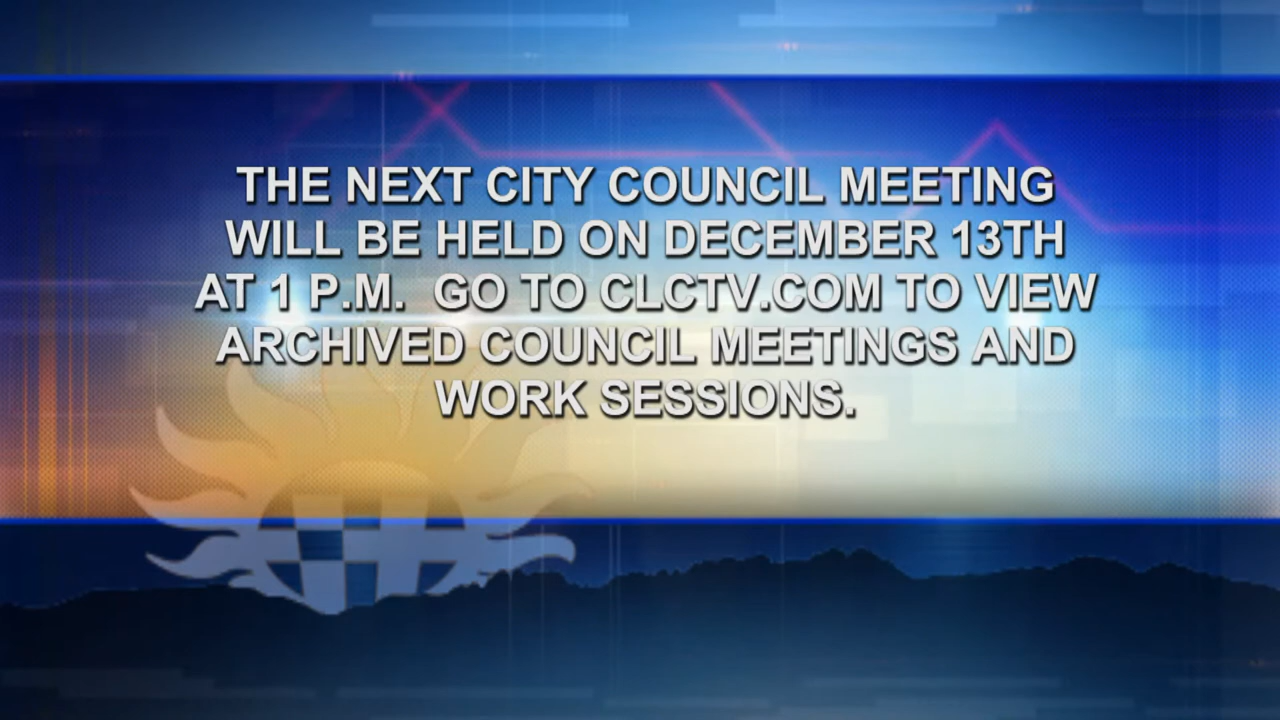 THE NEXT CITY COUNCIL MEETING
WILL BE HELD ON DECEMBER 13TH
AT 1 P.M.  GO TO CLCTV.COM TO VIEW
ARCHIVED COUNCIL MEETINGS AND
WORK SESSIONS.